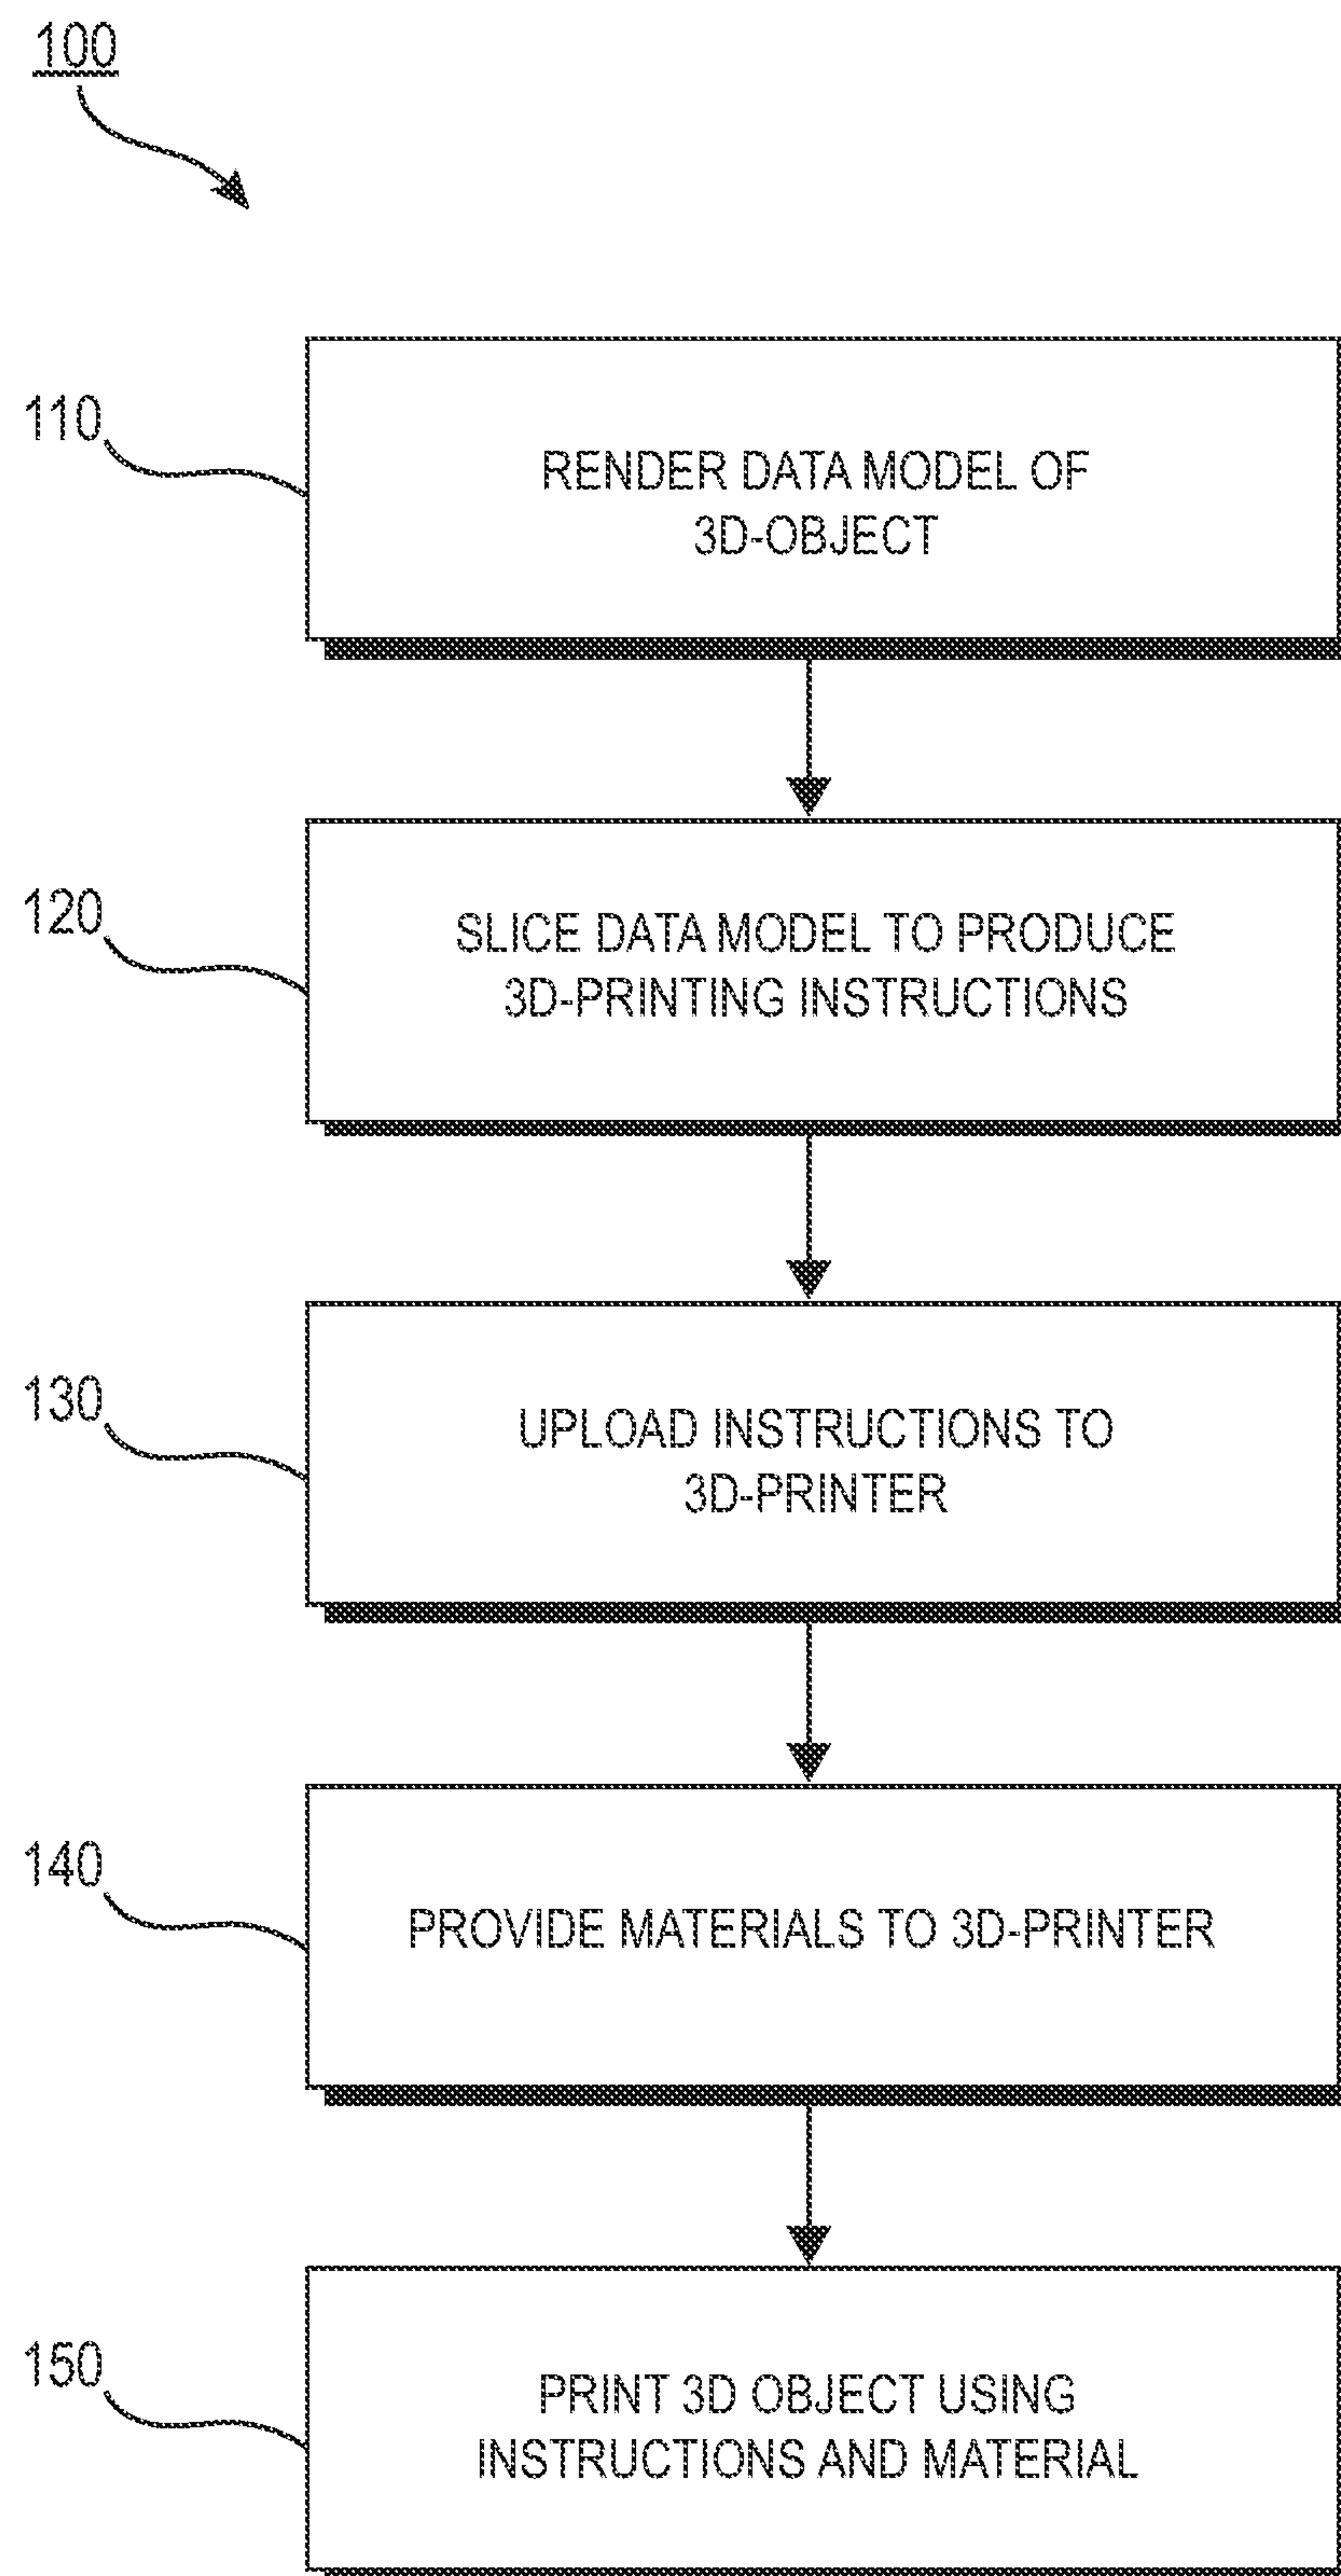 100
110
RENDER DATA MODEL OF
3D-OBJECT
120
SLICE DATA MODEL TO PRODUCE
3D-PRINTING INSTRUCTIONS
130
UPLOAD INSTRUCTIONS TO
3D-PRINTER
140
PROVIDE MATERIALS TO 3D-PRINTER
150
PRINT 3D OBJECT USING
INSTRUCTIONS AND MATERIAL